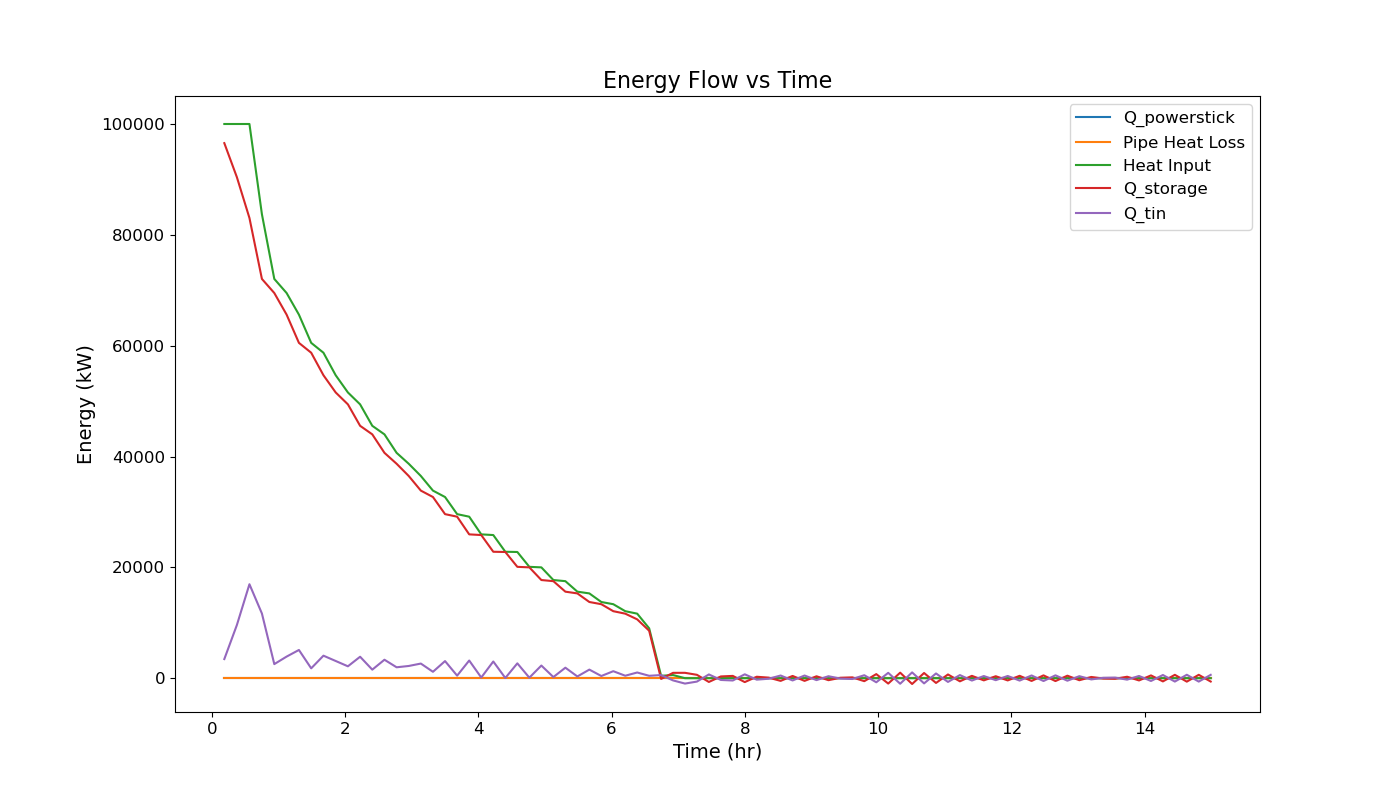 Energy Flow vs Time
Q_powerstick
Pipe Heat Loss
Heat Input
Q_storage
Q_tin
Energy (kW)
100000
80000
60000
40000
20000
0
0 2 4 6 8 10 12 14
Time (hr)